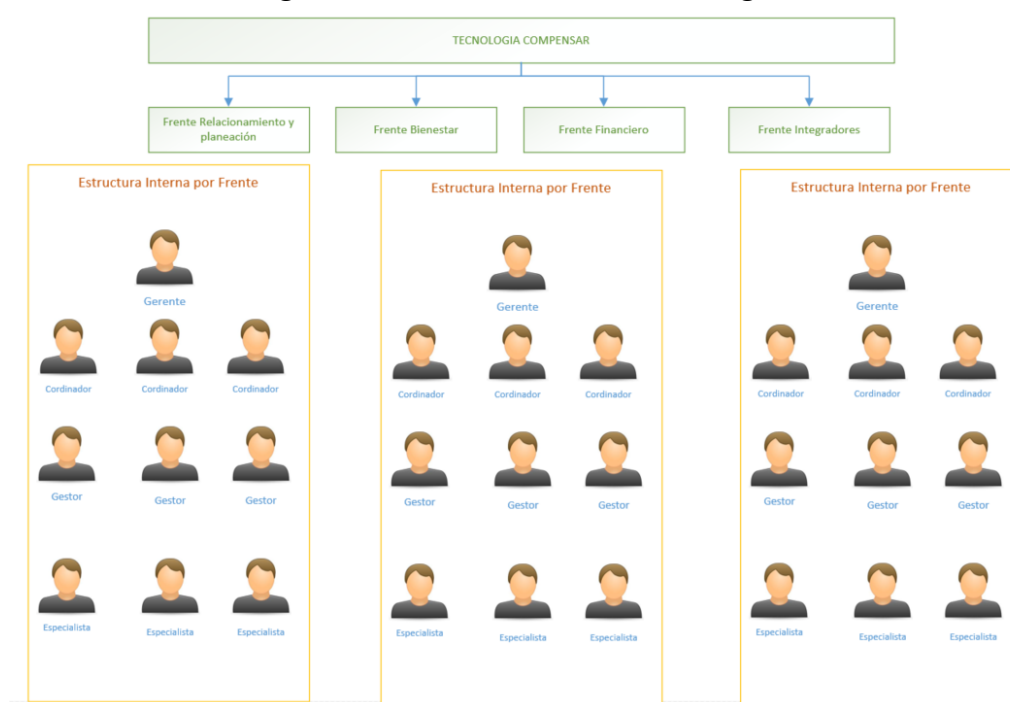 TECNOLOGIA COMPENSAR
Frente Relacionamiento y
planeación
Frente Bienestar
Frente Financiero
Frente Integradores
Estructura Interna por Frente
Gerente
Cordinador Cordinador Cordinador
Gestor Gestor Gestor
Especialista Especialista Especialista
Estructura Interna por Frente
Gerente
Cordinador Cordinador Cordinador
Gestor Gestor Gestor
Especialista Especialista Especialista
Estructura Interna por Frente
Gerente
Cordinador Cordinador Cordinador
Gestor Gestor Gestor
Especialista Especialista Especialista